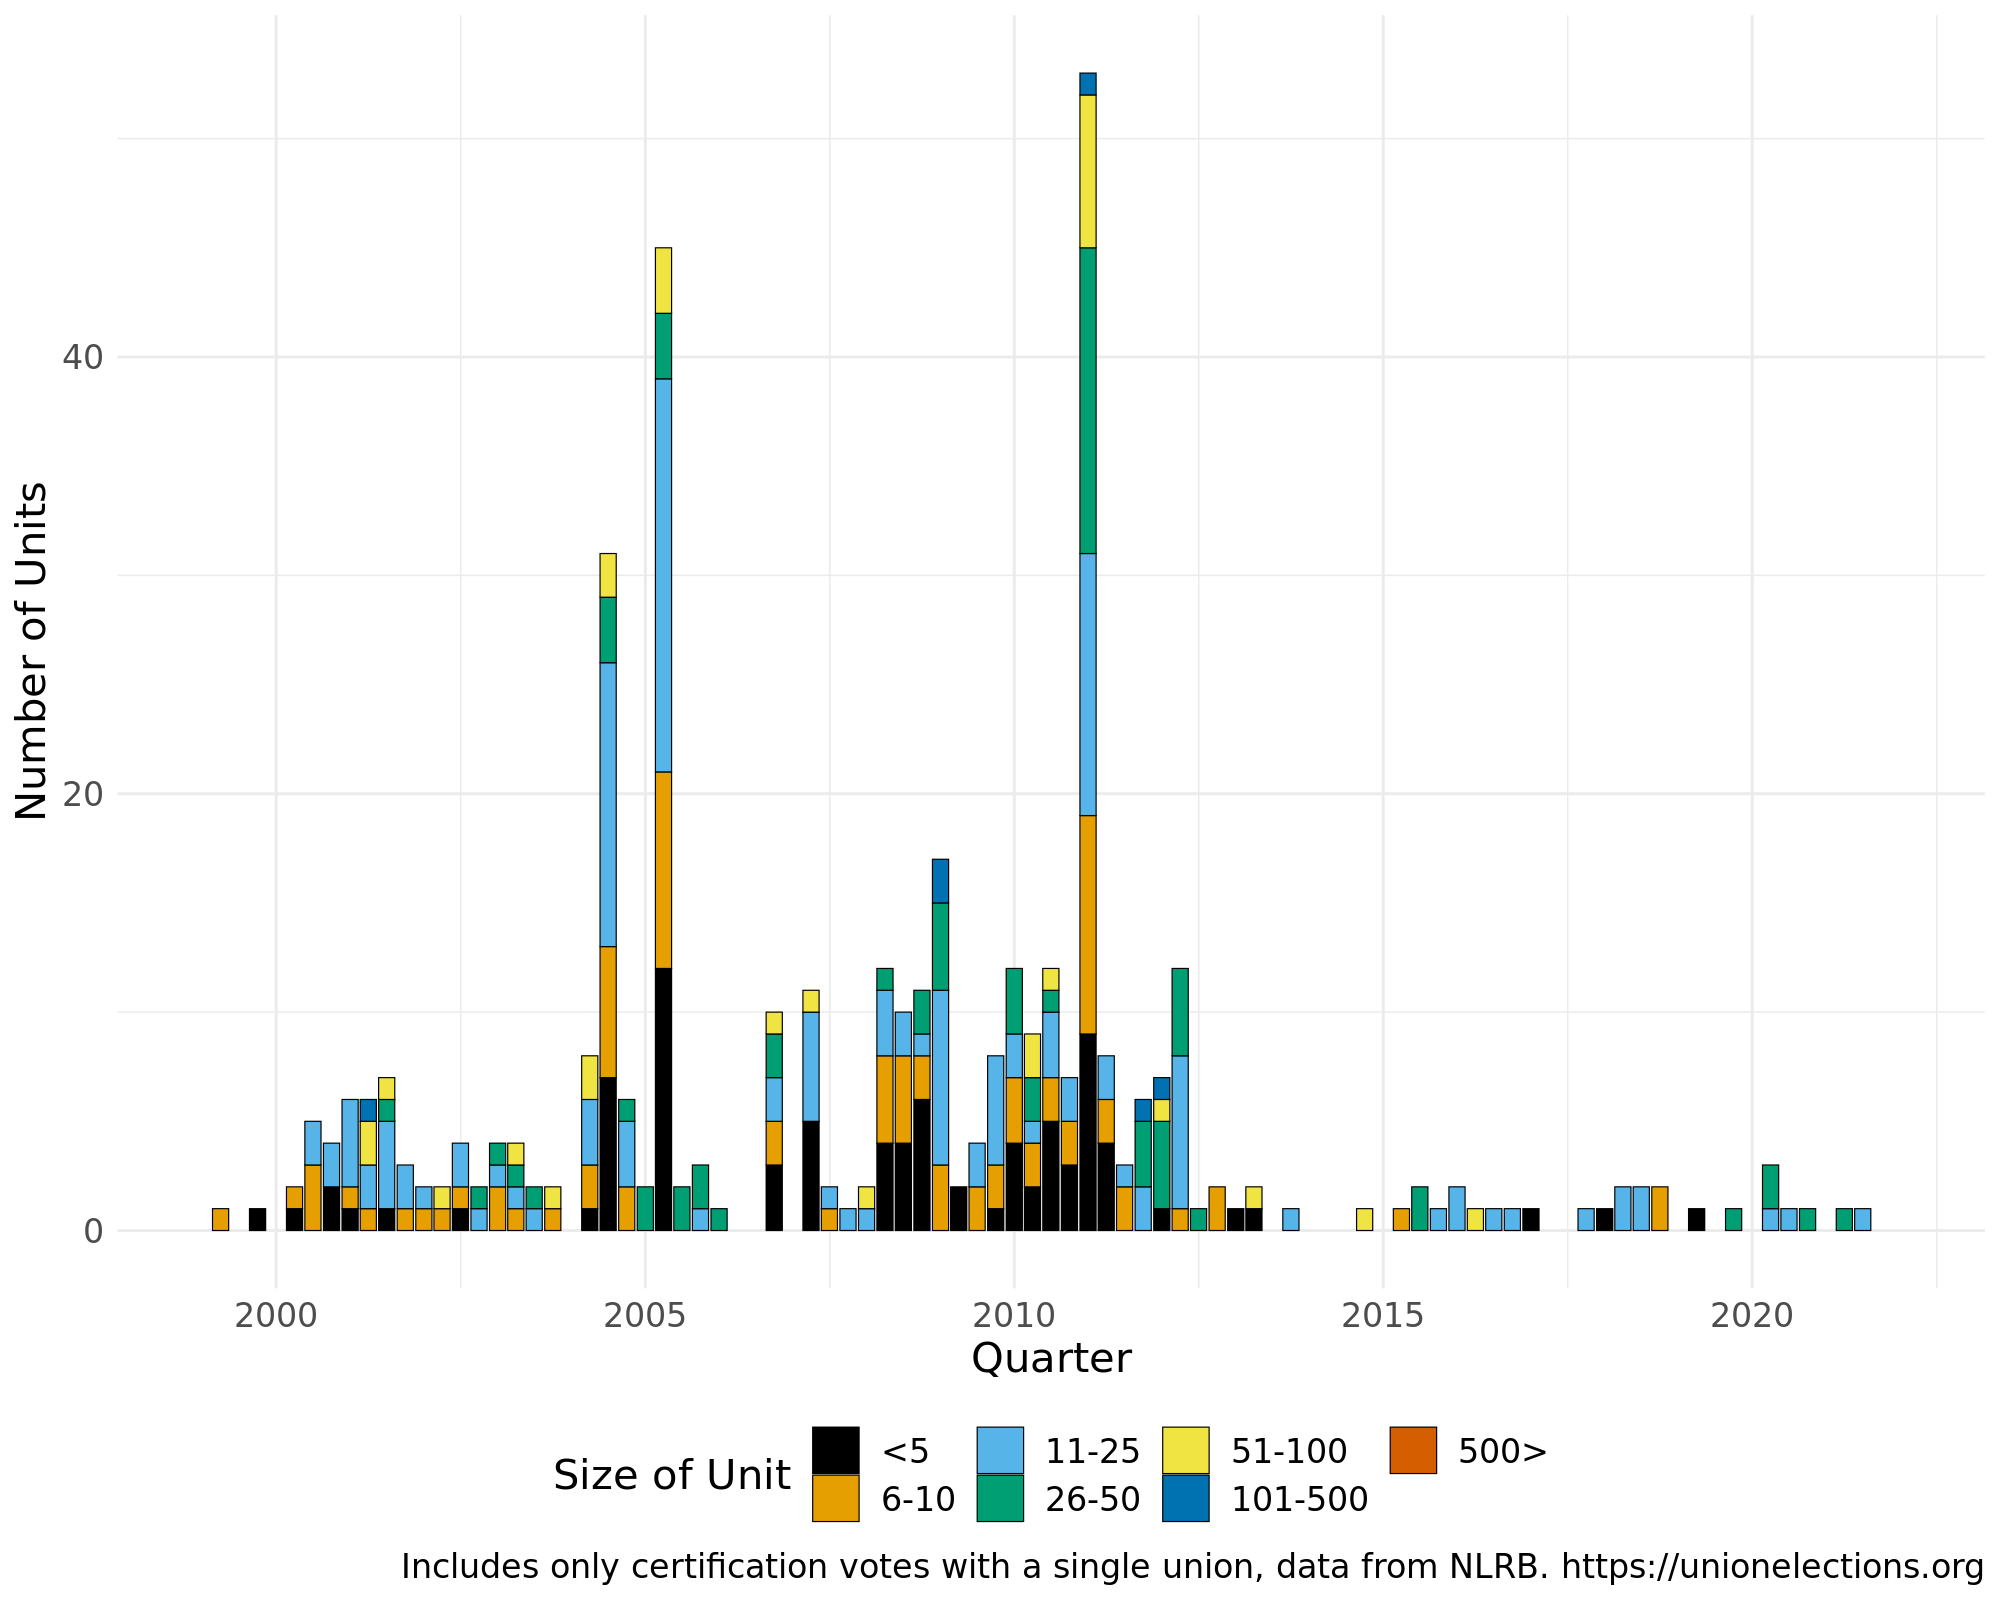 Number of Units
40
20
0
2000 2005 2010 2015 2020
Quarter
Size of Unit
<5 11-25 51-100 500>
6-10 26-50 101-500
Includes only certification votes with a single union, data from NLRB. https://unionelections.org